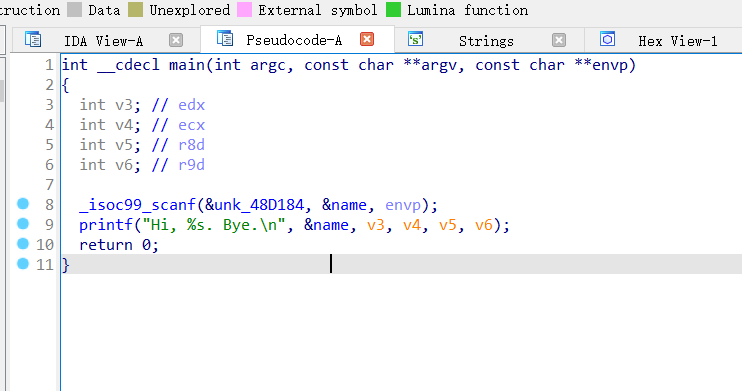 truction Data Unexplored External symbol Lumina function
IDA View-A Pseudocode-A Strings Hex View-1
1 int __cdecl main(int argc, const char **argv, const char **envp)
2 {
3 int v3; // edx
4 int v4; // ecx
5 int v5; // r8d
6 int v6; // r9d
7
8 _isoc99_scanf(&unk_48D184, &name, envp);
9 printf("Hi, %s. Bye.\n", &name, v3, v4, v5, v6);
10 return 0;
11 }